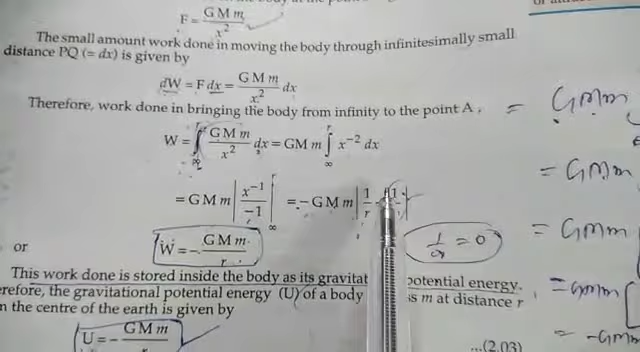 F = GMm / x²
The small amount work done in moving the body through infinitesimally small
distance PQ (= dx) is given by
dW = F dx = GMm / x² dx
Therefore, work done in bringing the body from infinity to the point A,
= GMm
W = ∫_∞^r GMm / x² dx = GMm ∫_∞^r x⁻² dx
= GMm
= GMm | x⁻¹ / -1 |_∞^r = -GMm | 1/r
= GMm
or W = - GMm / r
1/∞ = 0
This work done is stored inside the body as its gravitat potential energy.
= GMm
the gravitational potential energy (U) of a body m at distance r
the centre of the earth is given by
= -GMm
U = - GMm
...(2.03)